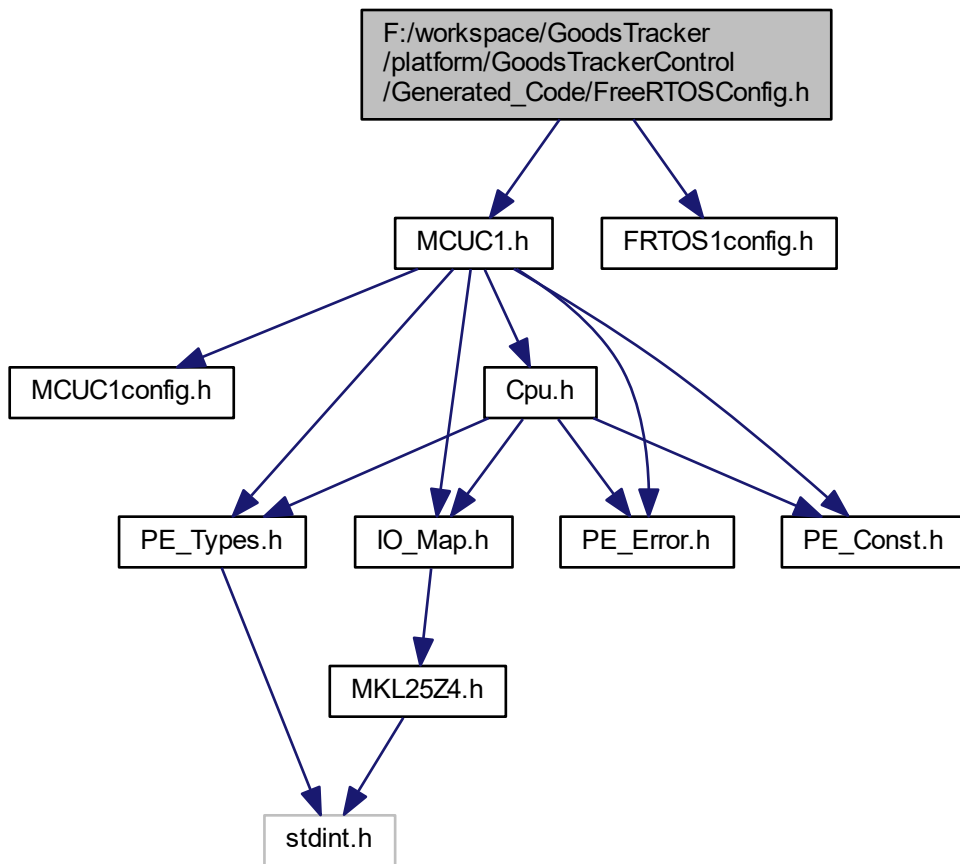 F:/workspace/GoodsTracker
/platform/GoodsTrackerControl
/Generated_Code/FreeRTOSConfig.h
MCUC1.h
FRTOS1config.h
MCUC1config.h
Cpu.h
PE_Types.h
IO_Map.h
PE_Error.h
PE_Const.h
MKL25Z4.h
stdint.h